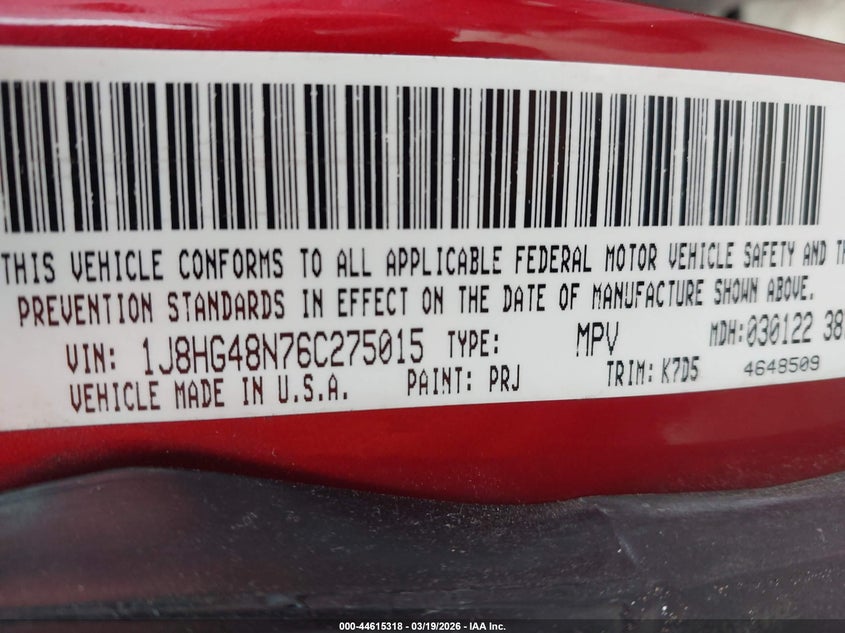 THIS VEHICLE CONFORMS TO ALL APPLICABLE FEDERAL MOTOR VEHICLE SAFETY AND
PREVENTION STANDARDS IN EFFECT ON THE DATE OF MANUFACTURE SHOWN ABOVE.
VIN: 1J8HG48N76C275015 TYPE: MPV MDH:030122
VEHICLE MADE IN U.S.A. PAINT: PRJ TRIM: K7D5 4648509
000-44615318 - 03/19/2026 - IAA Inc.